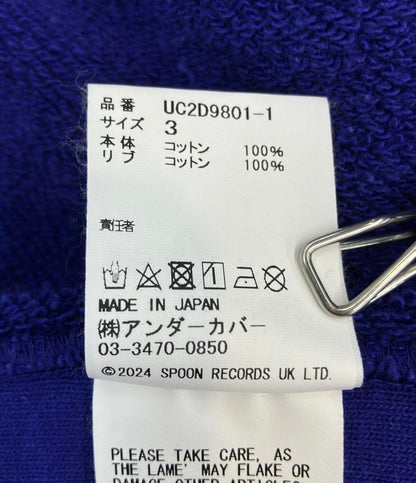 品番 UC2D9801-1
サイズ 3
本体 コットン 100%
リブ コットン 100%
責任者
MADE IN JAPAN
㈱アンダーカバー
03-3470-0850
©2024 SPOON RECORDS UK LTD.
PLEASE TAKE CARE, AS
THE LAME' MAY FLAKE OR
DAMAGE OTHER